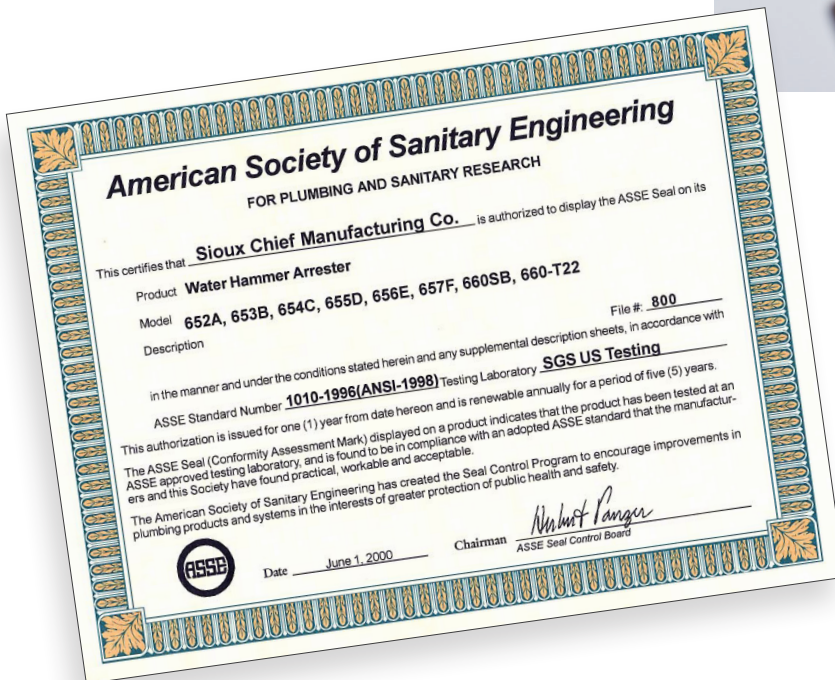 American Society of Sanitary Engineering
FOR PLUMBING AND SANITARY RESEARCH
This certifies that Sioux Chief Manufacturing Co. is authorized to display the ASSE Seal on its
Product Water Hammer Arrester
Model 652A, 653B, 654C, 655D, 656E, 657F, 660SB, 660-T22
Description
File #: 800
in the manner and under the conditions stated herein and any supplemental description sheets, in accordance with
ASSE Standard Number 1010-1996(ANSI-1998) Testing Laboratory SGS US Testing
This authorization is issued for one (1) year from date hereon and is renewable annually for a period of five (5) years.
The ASSE Seal (Conformity Assessment Mark) displayed on a product indicates that the product has been tested at an
ASSE approved testing laboratory, and is found to be in compliance with an adopted ASSE standard that the manufactur-
ers and this Society have found practical, workable and acceptable.
The American Society of Sanitary Engineering has created the Seal Control Program to encourage improvements in
plumbing products and systems in the interests of greater protection of public health and safety.
ASSE
Date June 1, 2000
Chairman
ASSE Seal Control Board